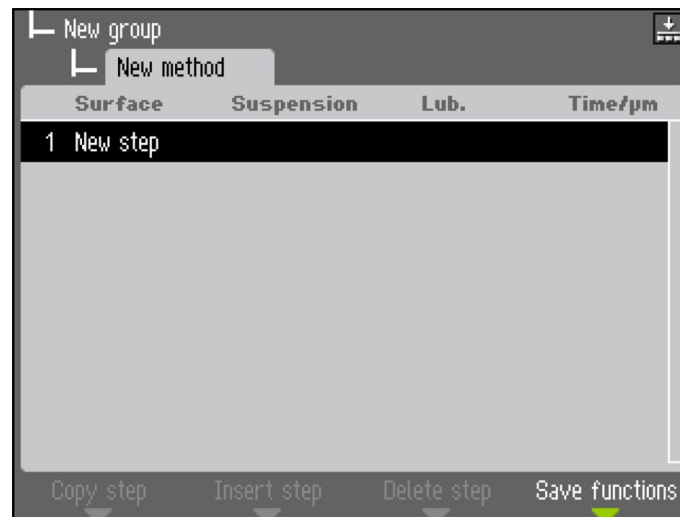 New group
New method
Surface Suspension Lub. Time/µm
1 New step
Copy step Insert step Delete step Save functions